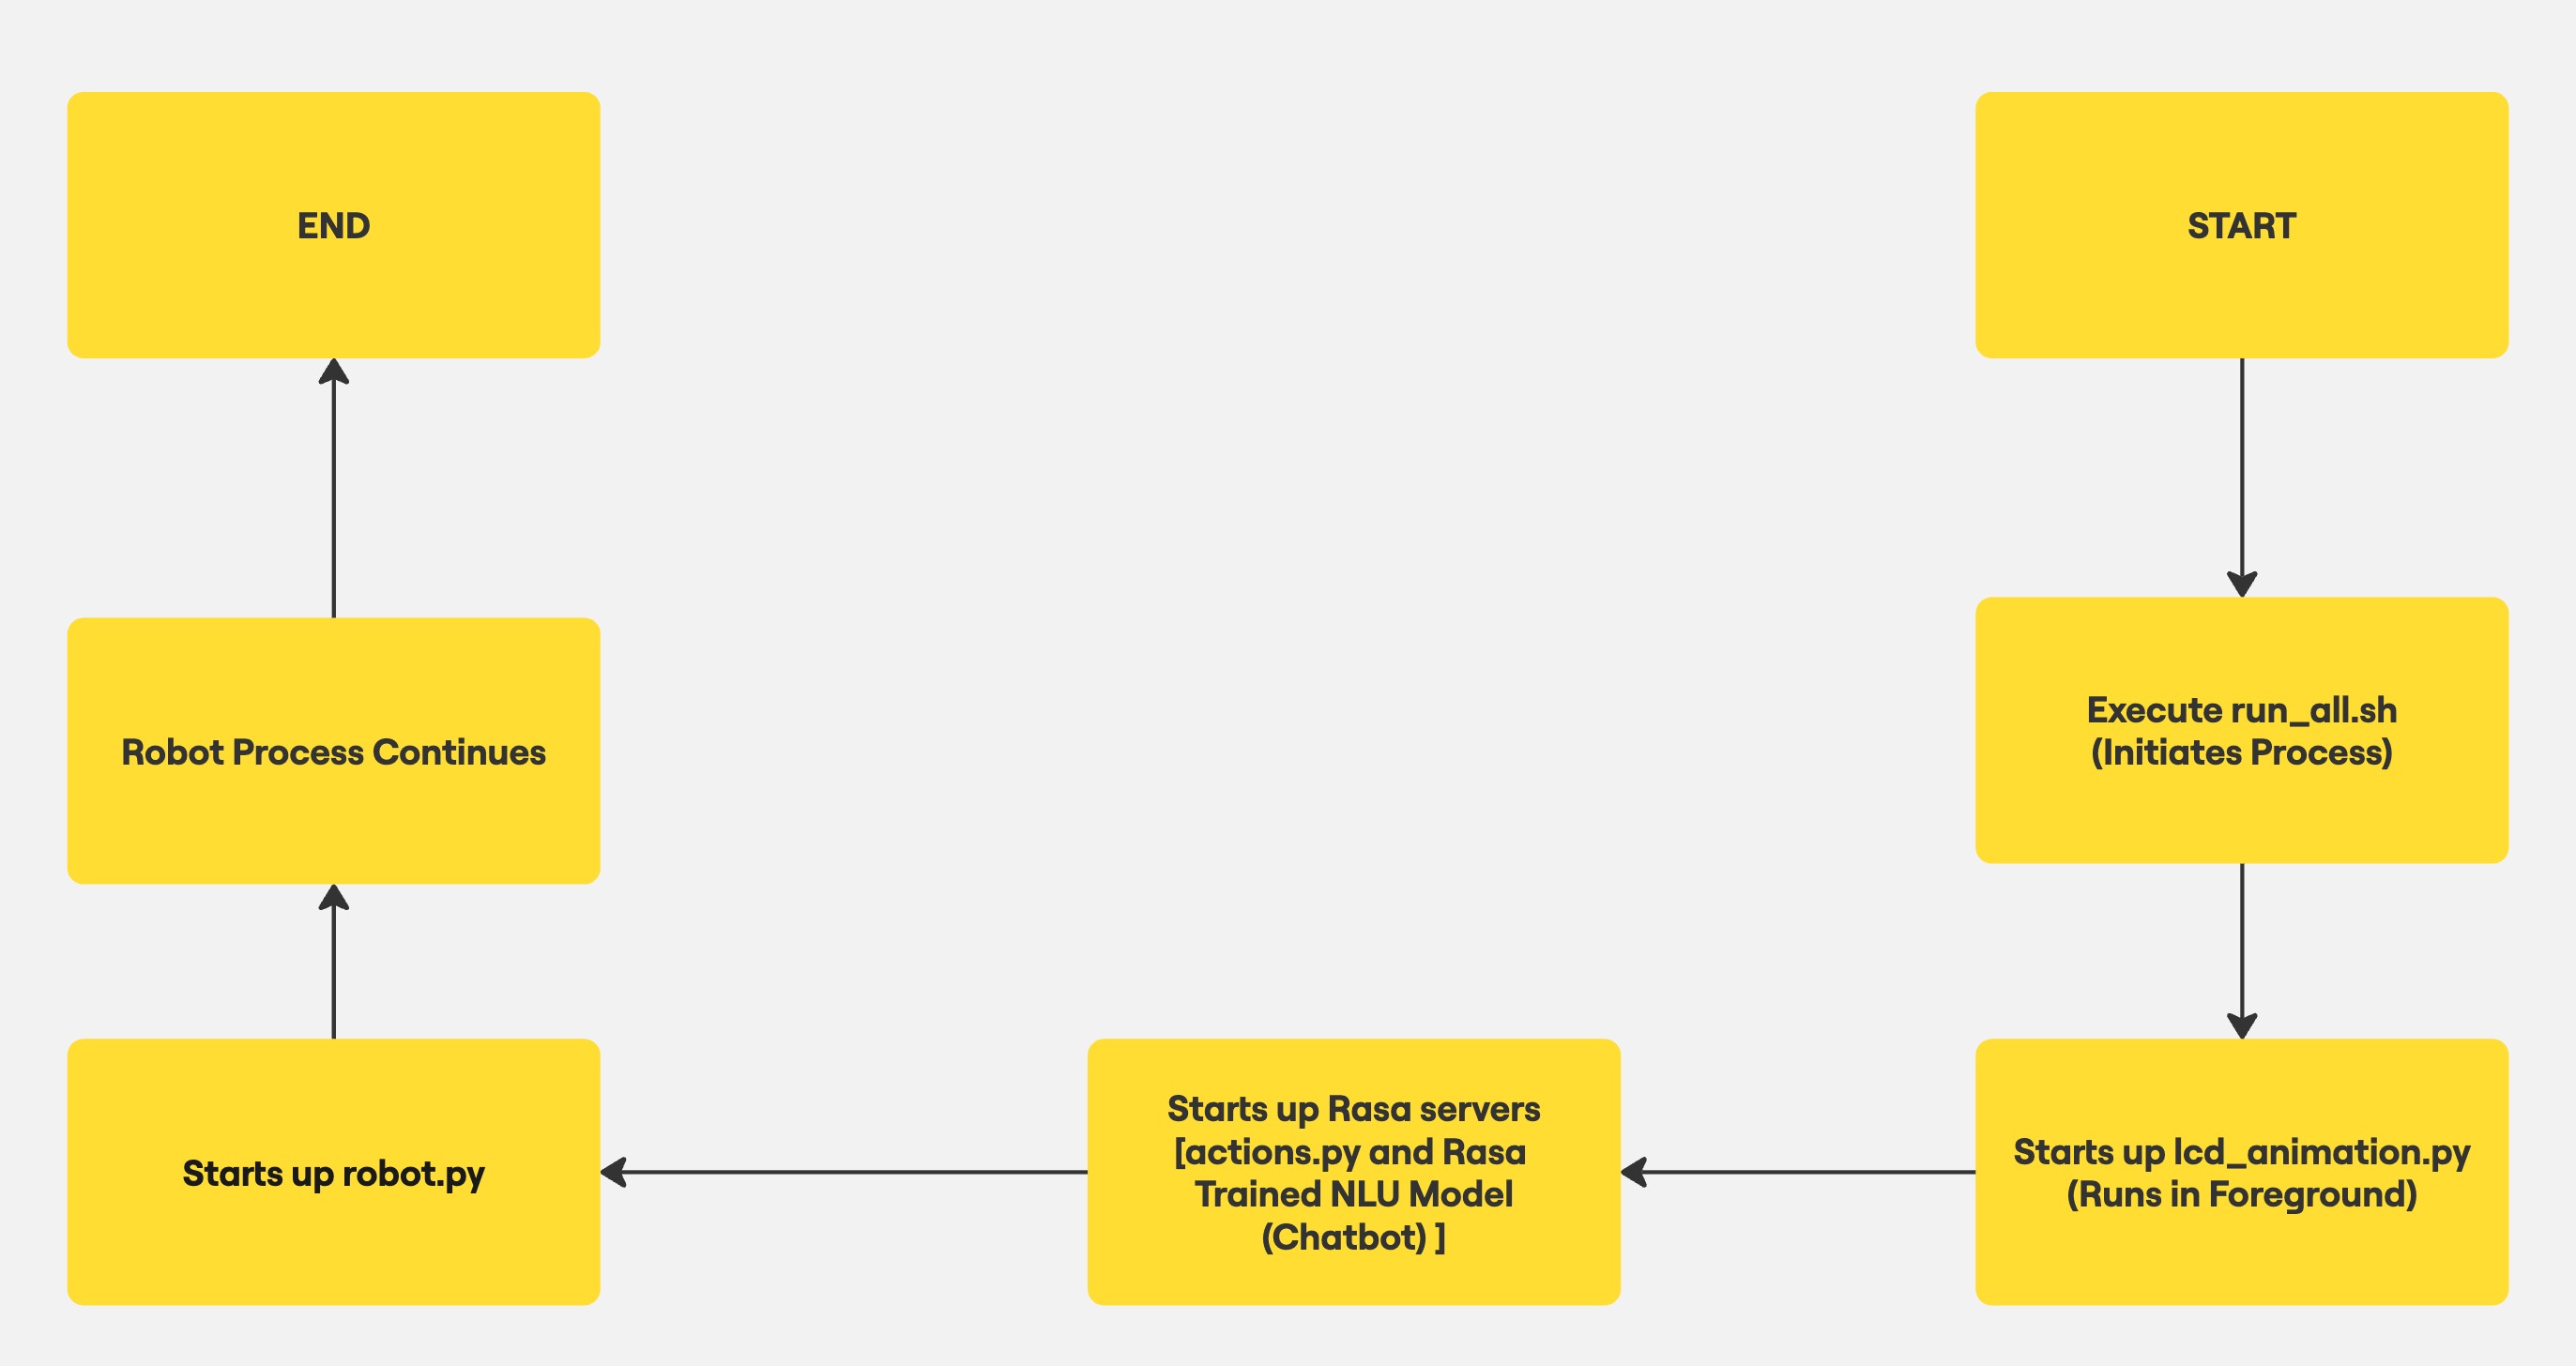 END
START
Execute run_all.sh
(Initiates Process)
Robot Process Continues
Starts up robot.py
Starts up Rasa servers
[actions.py and Rasa
Trained NLU Model
(Chatbot) ]
Starts up lcd_animation.py
(Runs in Foreground)